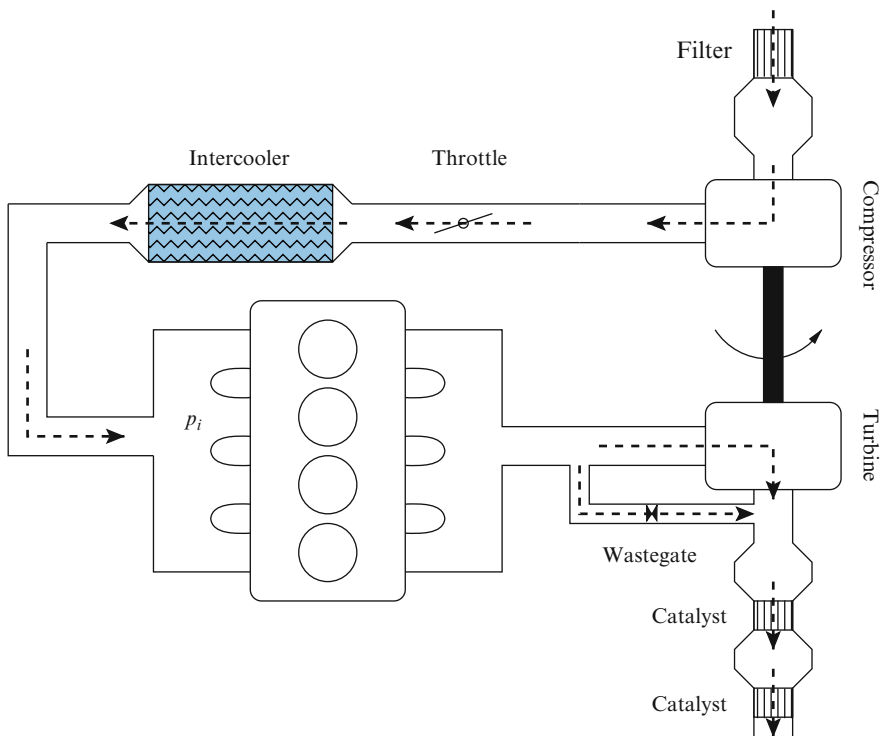 Filter
Intercooler
Throttle
Compressor
p_i
Turbine
Wastegate
Catalyst
Catalyst